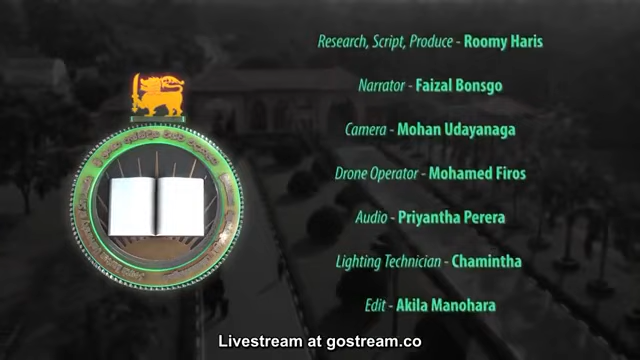 Research, Script, Produce - Roomy Haris
Narrator - Faizal Bonsgo
Camera - Mohan Udayanaga
Drone Operator - Mohamed Firos
Audio - Priyantha Perera
Lighting Technician - Chamintha
Edit - Akila Manohara
Livestream at gostream.co